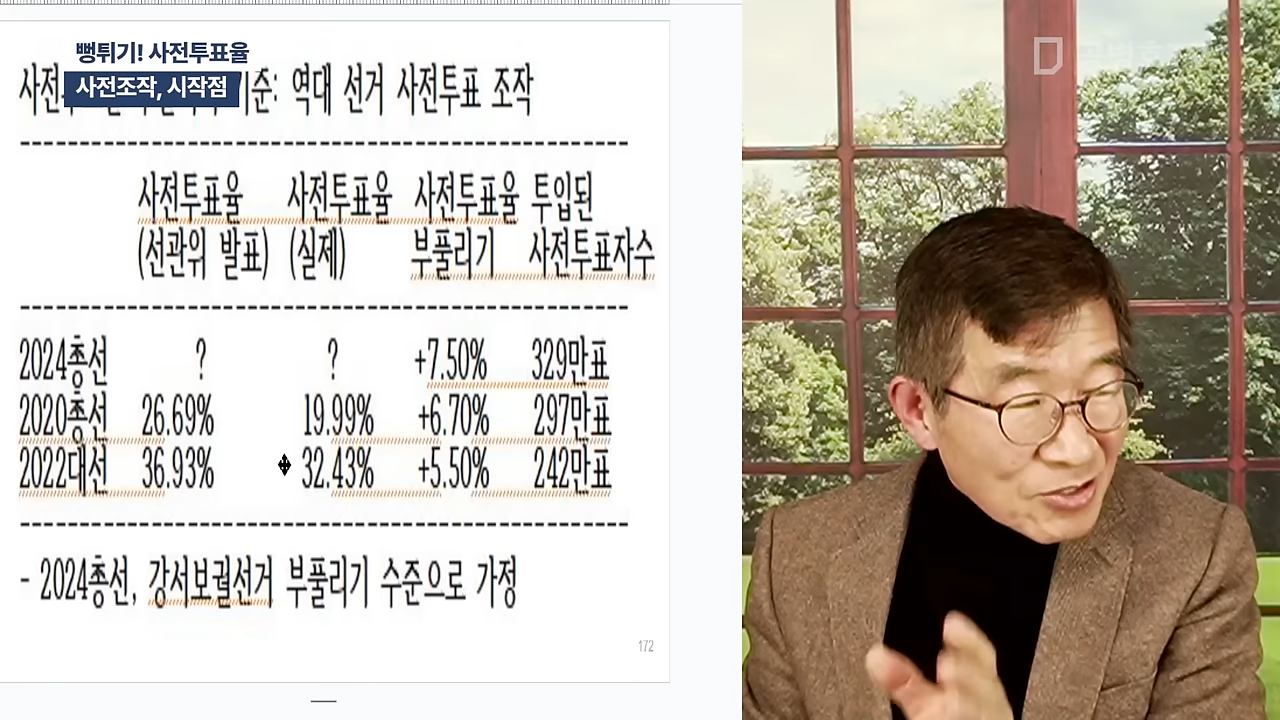 뻥튀기! 사전투표율
사전조작, 시작점
사전 기준: 역대 선거 사전투표 조작
사전투표율 사전투표율 사전투표율 투입된
(선관위 발표) (실제) 부풀리기 사전투표자수
2024총선 ? ? +7.50% 329만표
2020총선 26.69% 19.99% +6.70% 297만표
2022대선 36.93% 32.43% +5.50% 242만표
- 2024총선, 강서보궐선거 부풀리기 수준으로 가정
172